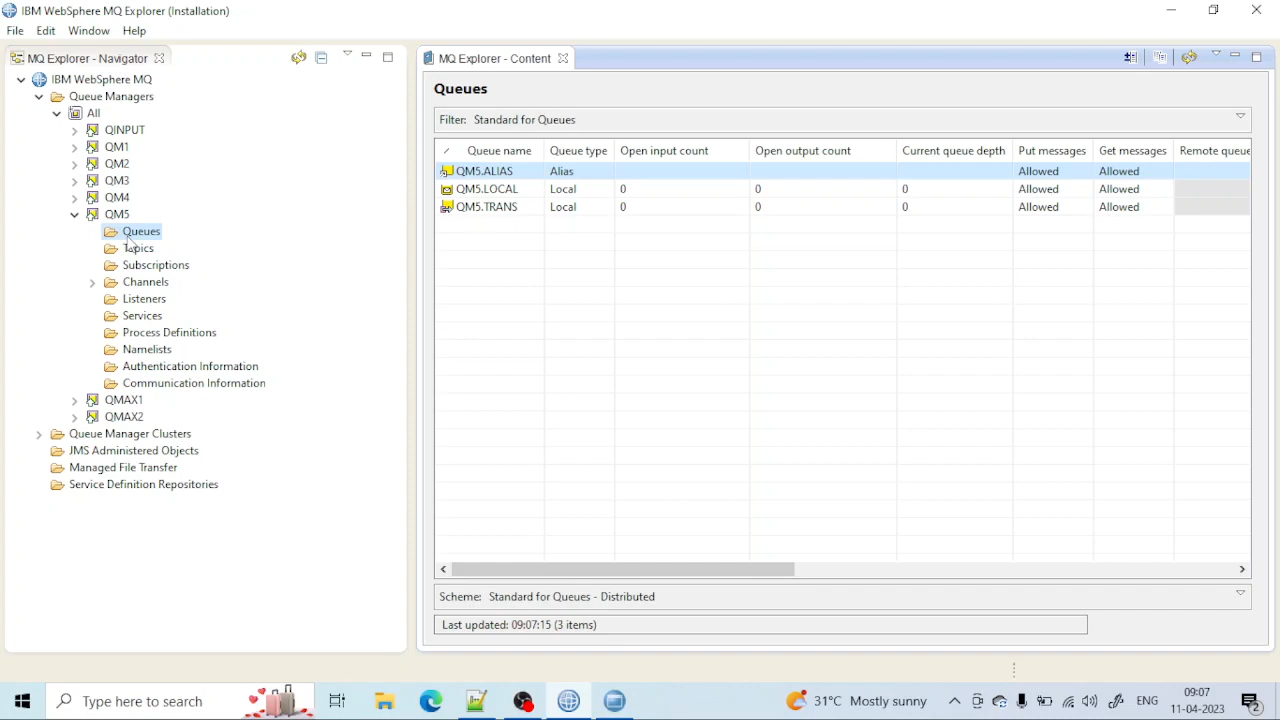 IBM WebSphere MQ Explorer (Installation)
File Edit Window Help
MQ Explorer - Navigator
IBM WebSphere MQ
Queue Managers
All
QINPUT
QM1
QM2
QM3
QM4
QM5
Queues
Topics
Subscriptions
Channels
Listeners
Services
Process Definitions
Namelists
Authentication Information
Communication Information
QMAX1
QMAX2
Queue Manager Clusters
JMS Administered Objects
Managed File Transfer
Service Definition Repositories
MQ Explorer - Content
Queues
Filter: Standard for Queues
Queue name Queue type Open input count Open output count Current queue depth Put messages Get messages Remote queue
QM5.ALIAS Alias Allowed Allowed
QM5.LOCAL Local 0 0 0 Allowed Allowed
QM5.TRANS Local 0 0 0 Allowed Allowed
Scheme: Standard for Queues - Distributed
Last updated: 09:07:15 (3 items)
Type here to search
31°C Mostly sunny
ENG
09:07
11-04-2023
2